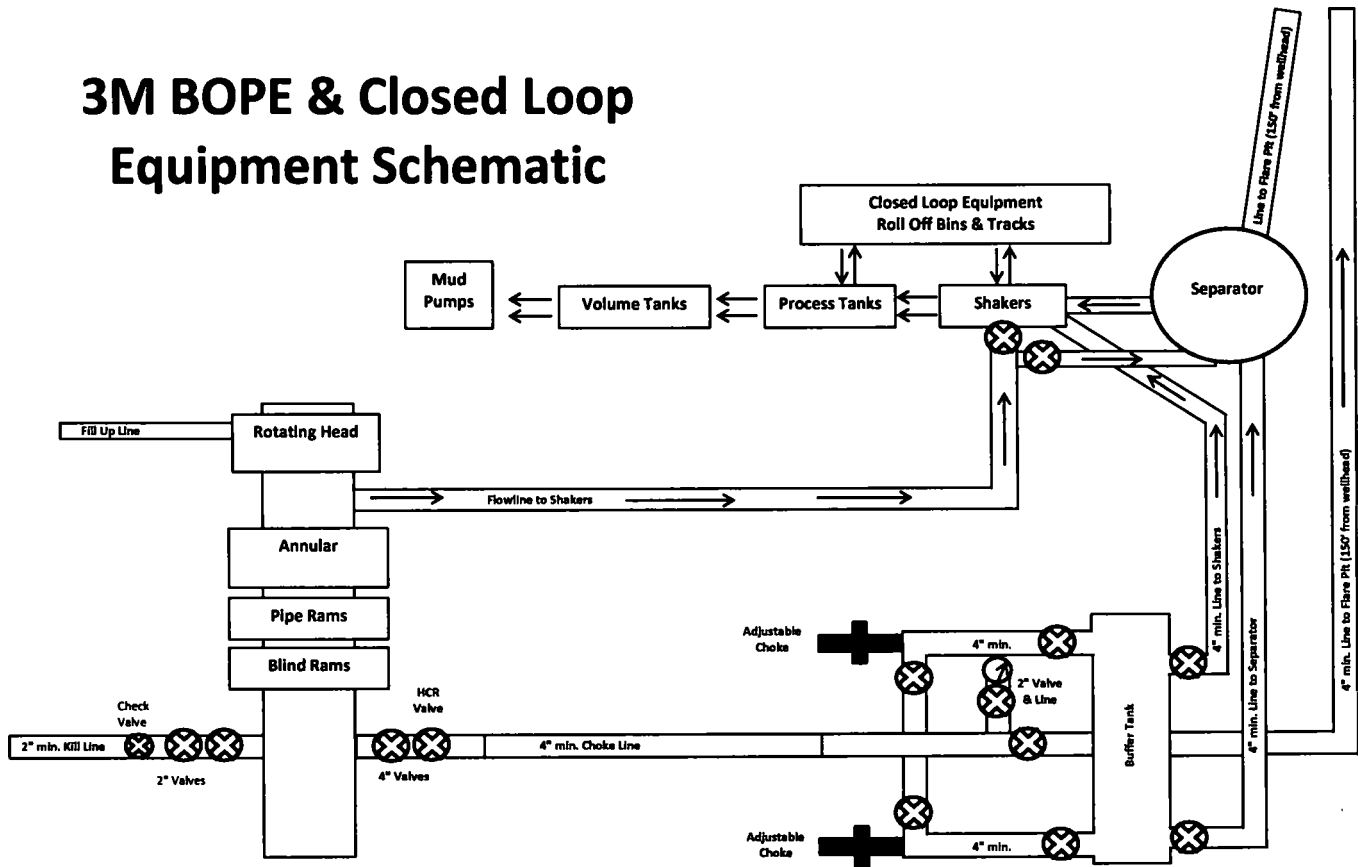 3M BOPE & Closed Loop
Equipment Schematic
Line to Flare Pit (150' from wellhead)
Closed Loop Equipment
Roll Off Bins & Tracks
Mud
Pumps
Volume Tanks
Process Tanks
Shakers
Separator
Fill Up Line
Rotating Head
Flowline to Shakers
Annular
Pipe Rams
Blind Rams
Adjustable
Choke
4" min.
2" Valve
& Line
4" min. Line to Shakers
4" min. Line to Separator
4" min. Line to Flare Pit (150' from wellhead)
Buffer Tank
Check
Valve
HCR
Valve
2" min. Kill Line
4" min. Choke Line
2" Valves
4" Valves
Adjustable
Choke
4" min.